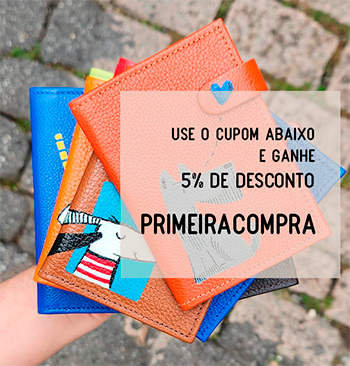 USE O CUPOM ABAIXO
E GANHE
5% DE DESCONTO
PRIMEIRACOMPRA